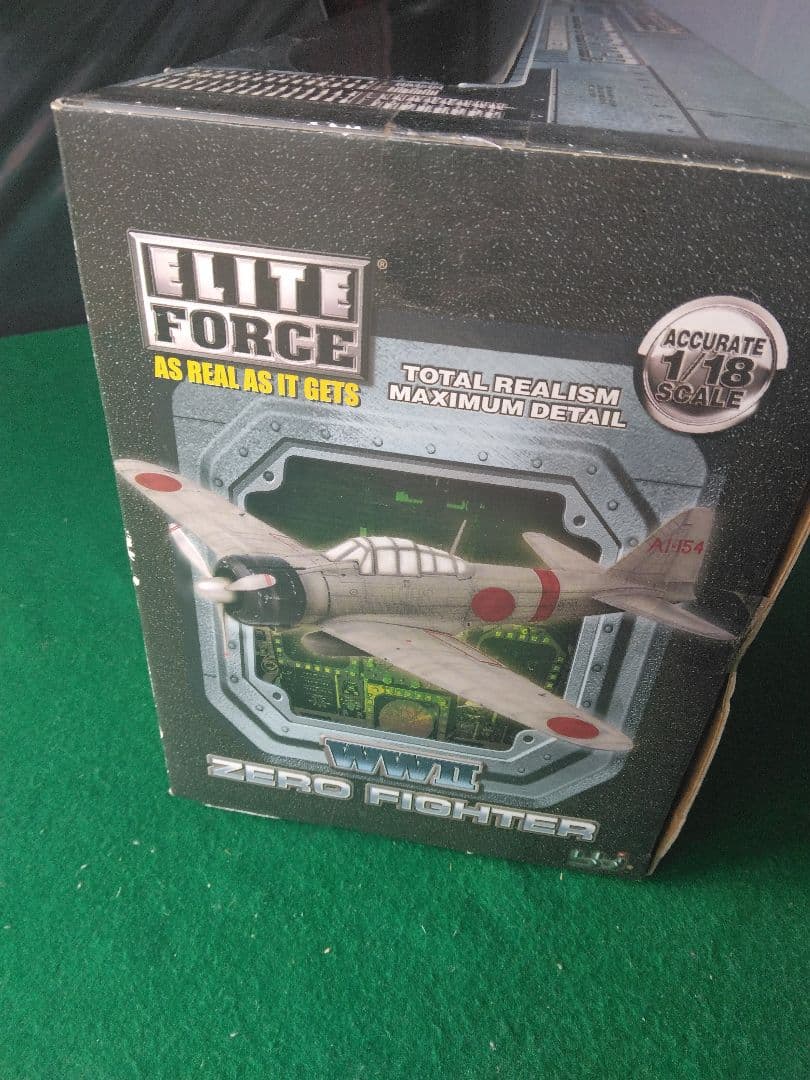 ELITE
FORCE
®
AS REAL AS IT GETS
TOTAL REALISM
MAXIMUM DETAIL
ACCURATE
1/18
SCALE
AI-154
WWII
ZERO FIGHTER
bbi